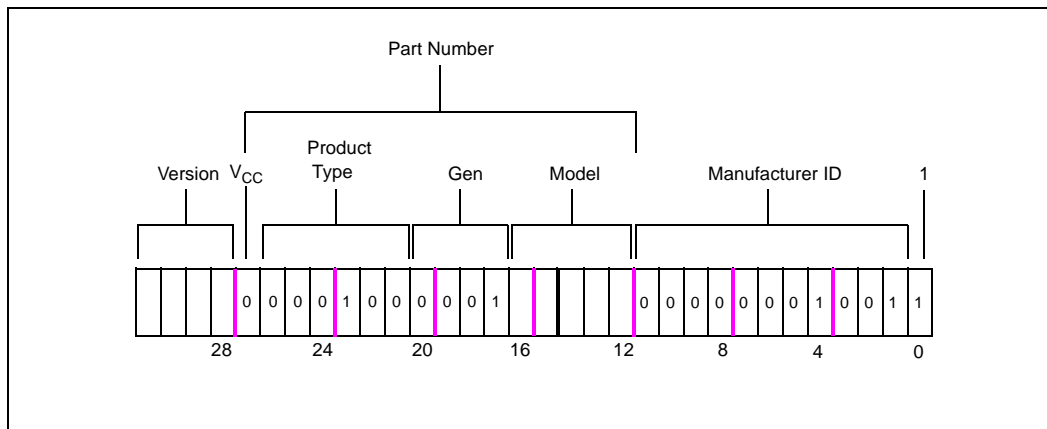 Part Number
Product
Version VCC Type Gen Model Manufacturer ID 1
0 0 0 0 1 0 0 0 0 0 1 0 0 0 0 0 0 0 1 0 0 1 1
28 24 20 16 12 8 4 0